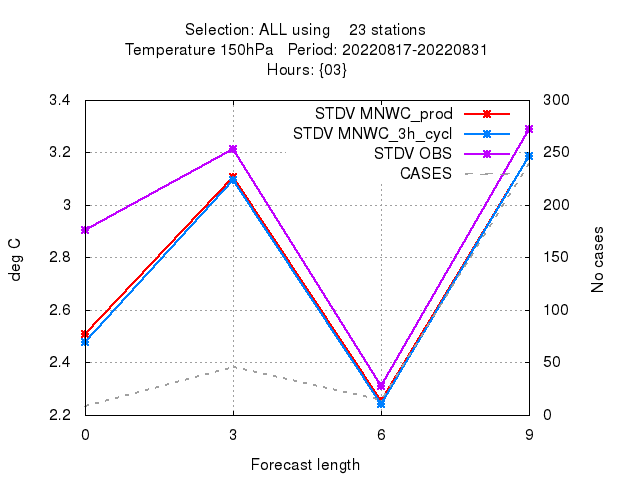 Selection: ALL using    23 stations
Temperature 150hPa   Period: 20220817-20220831
Hours: {03}
STDV MNWC_prod
STDV MNWC_3h_cycl
STDV OBS
CASES
3.4
3.2
3
2.8
2.6
2.4
2.2
deg C
300
250
200
150
100
50
0
No cases
0 3 6 9
Forecast length